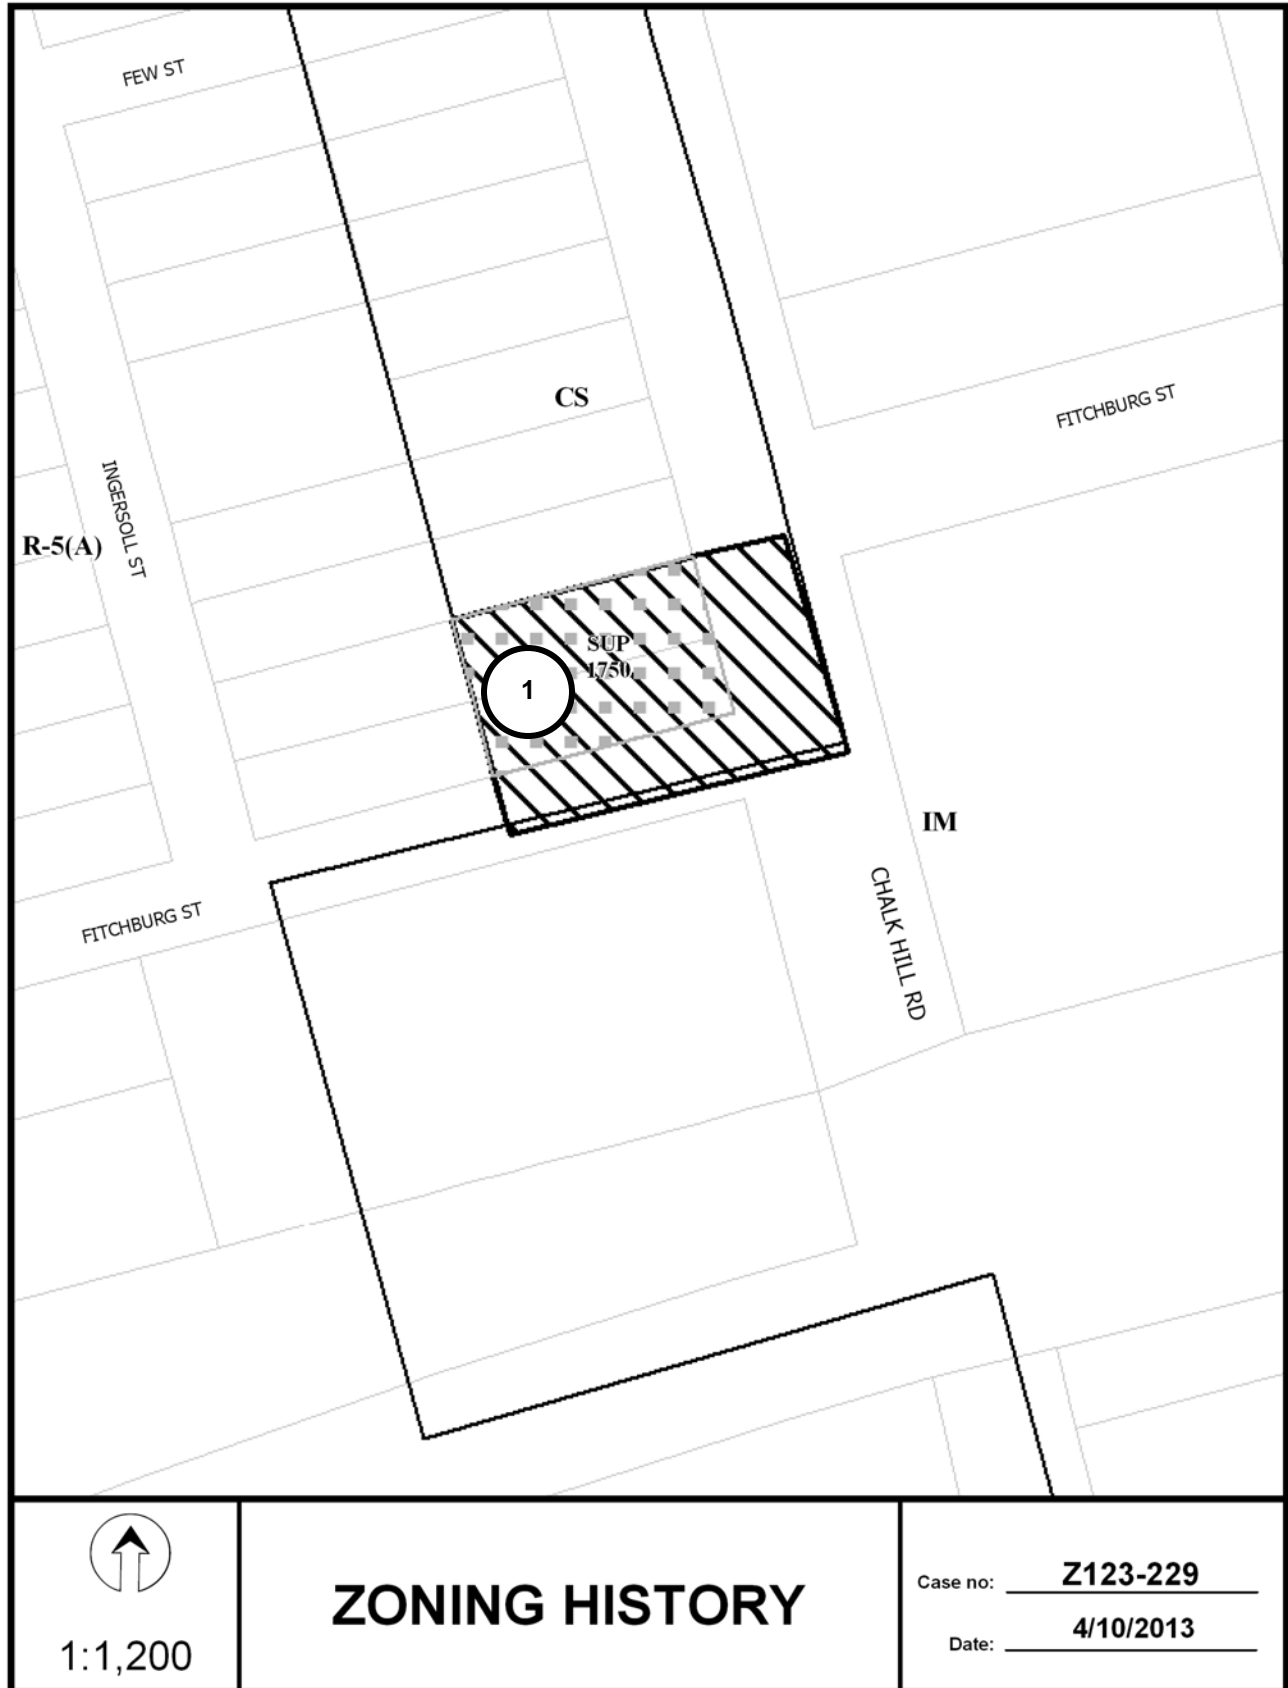 FEW ST
CS
FITCHBURG ST
INGERSOLL ST
R-5(A)
SUP
1750
1
IM
CHALK HILL RD
FITCHBURG ST
1:1,200
ZONING HISTORY
Case no: Z123-229
Date: 4/10/2013